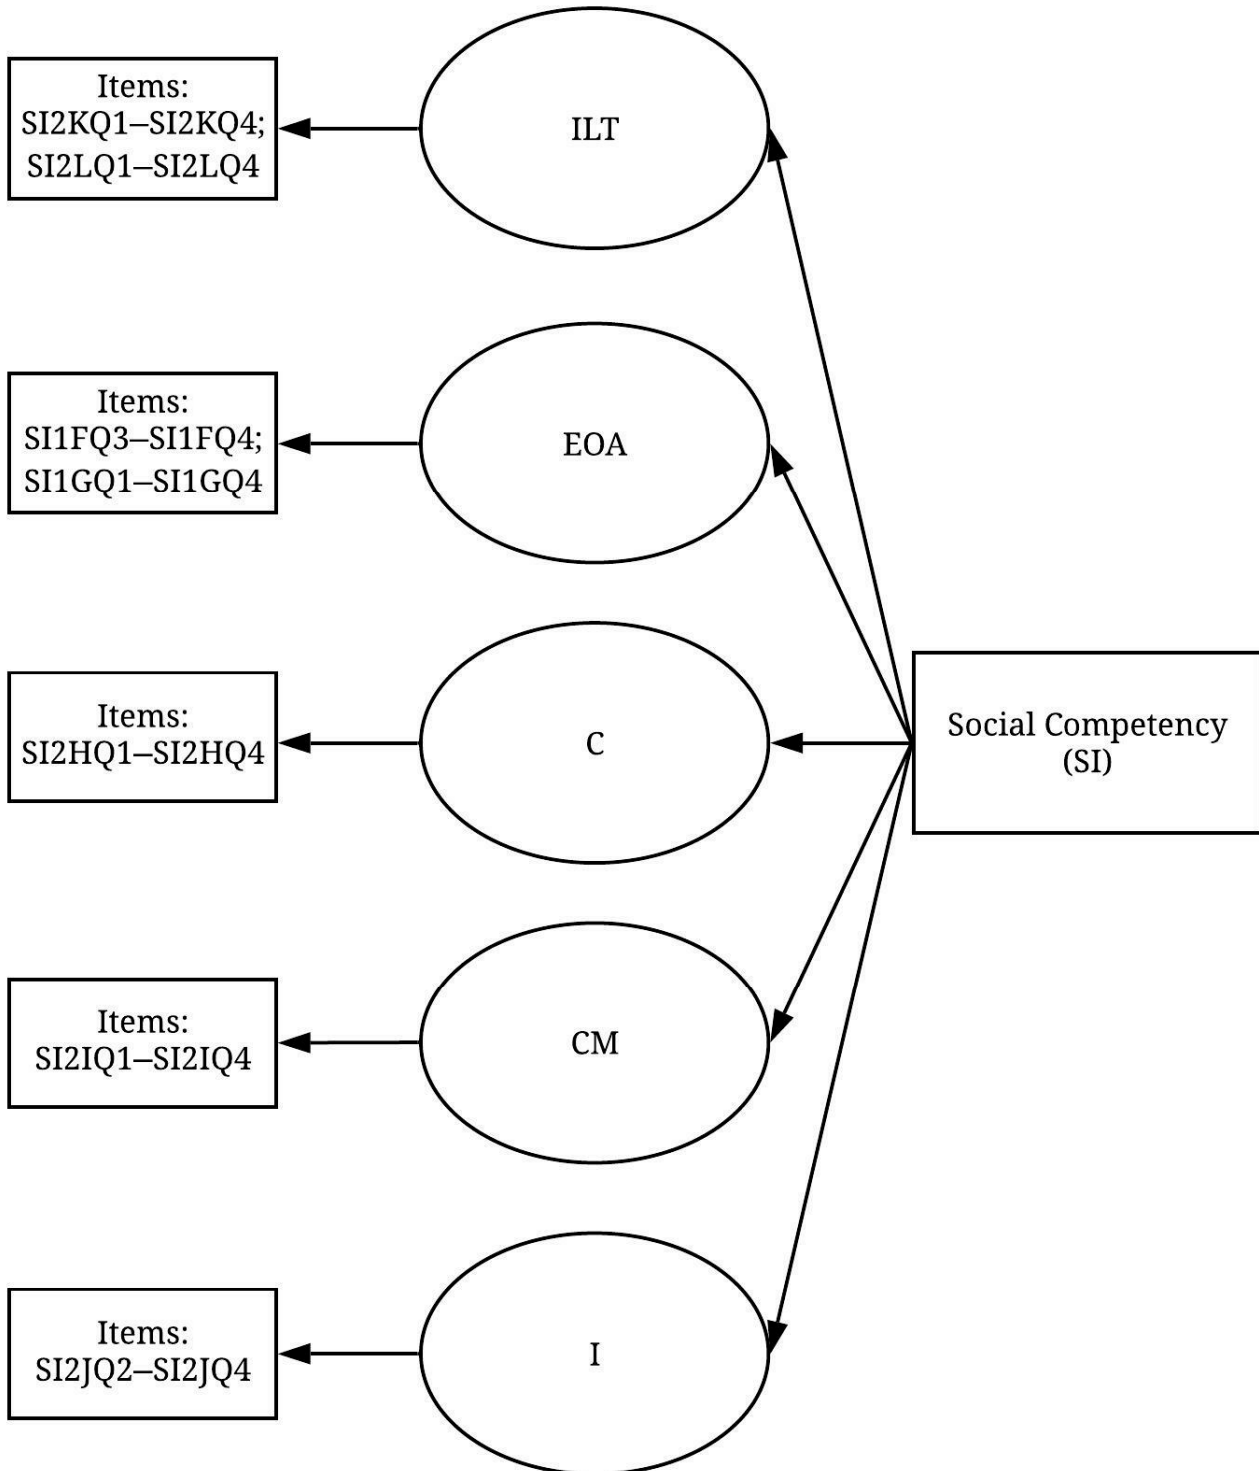 Items:
SI2KQ1–SI2KQ4;
SI2LQ1–SI2LQ4
ILT
Items:
SI1FQ3–SI1FQ4;
SI1GQ1–SI1GQ4
EOA
Items:
SI2HQ1–SI2HQ4
C
Social Competency
(SI)
Items:
SI2IQ1–SI2IQ4
CM
Items:
SI2JQ2–SI2JQ4
I